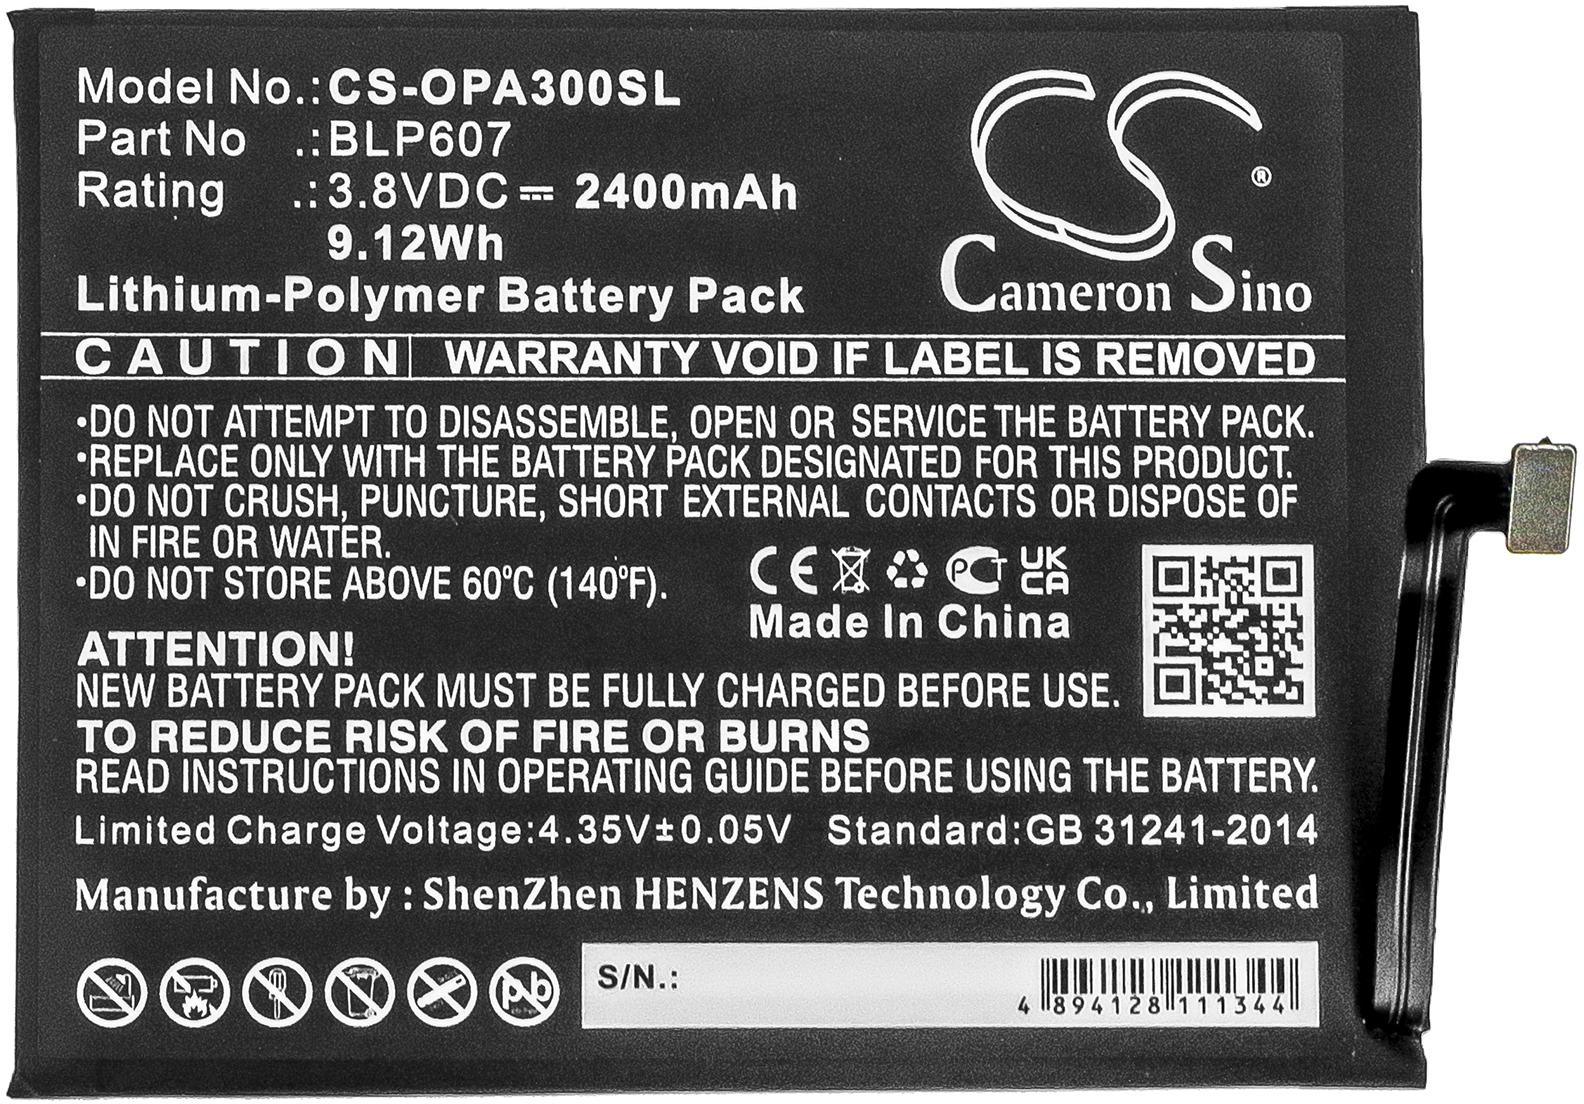 Model No.: CS-OPA300SL
Part No .: BLP607
Rating .: 3.8VDC⎓ 2400mAh
9.12Wh
Lithium-Polymer Battery Pack
CS
®
Cameron Sino
CAUTION WARRANTY VOID IF LABEL IS REMOVED
•DO NOT ATTEMPT TO DISASSEMBLE, OPEN OR SERVICE THE BATTERY PACK.
•REPLACE ONLY WITH THE BATTERY PACK DESIGNATED FOR THIS PRODUCT.
•DO NOT CRUSH, PUNCTURE, SHORT EXTERNAL CONTACTS OR DISPOSE OF
IN FIRE OR WATER.
•DO NOT STORE ABOVE 60ºC (140ºF).
CE PCT UK
CA
Made In China
ATTENTION!
NEW BATTERY PACK MUST BE FULLY CHARGED BEFORE USE.
TO REDUCE RISK OF FIRE OR BURNS
READ INSTRUCTIONS IN OPERATING GUIDE BEFORE USING THE BATTERY.
Limited Charge Voltage:4.35V±0.05V Standard:GB 31241-2014
Manufacture by : ShenZhen HENZENS Technology Co., Limited
Pb
S/N.:
4 894128 111344